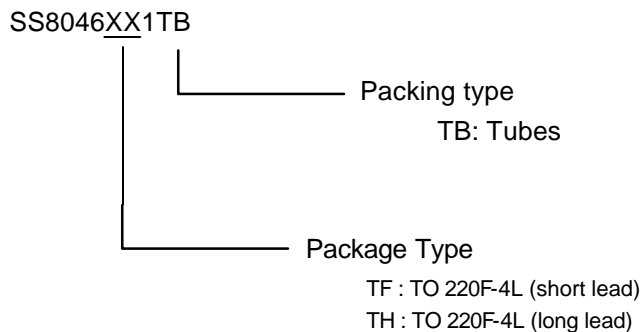 SS8046XX1TB
Packing type
TB: Tubes
Package Type
TF : TO 220F-4L (short lead)
TH : TO 220F-4L (long lead)